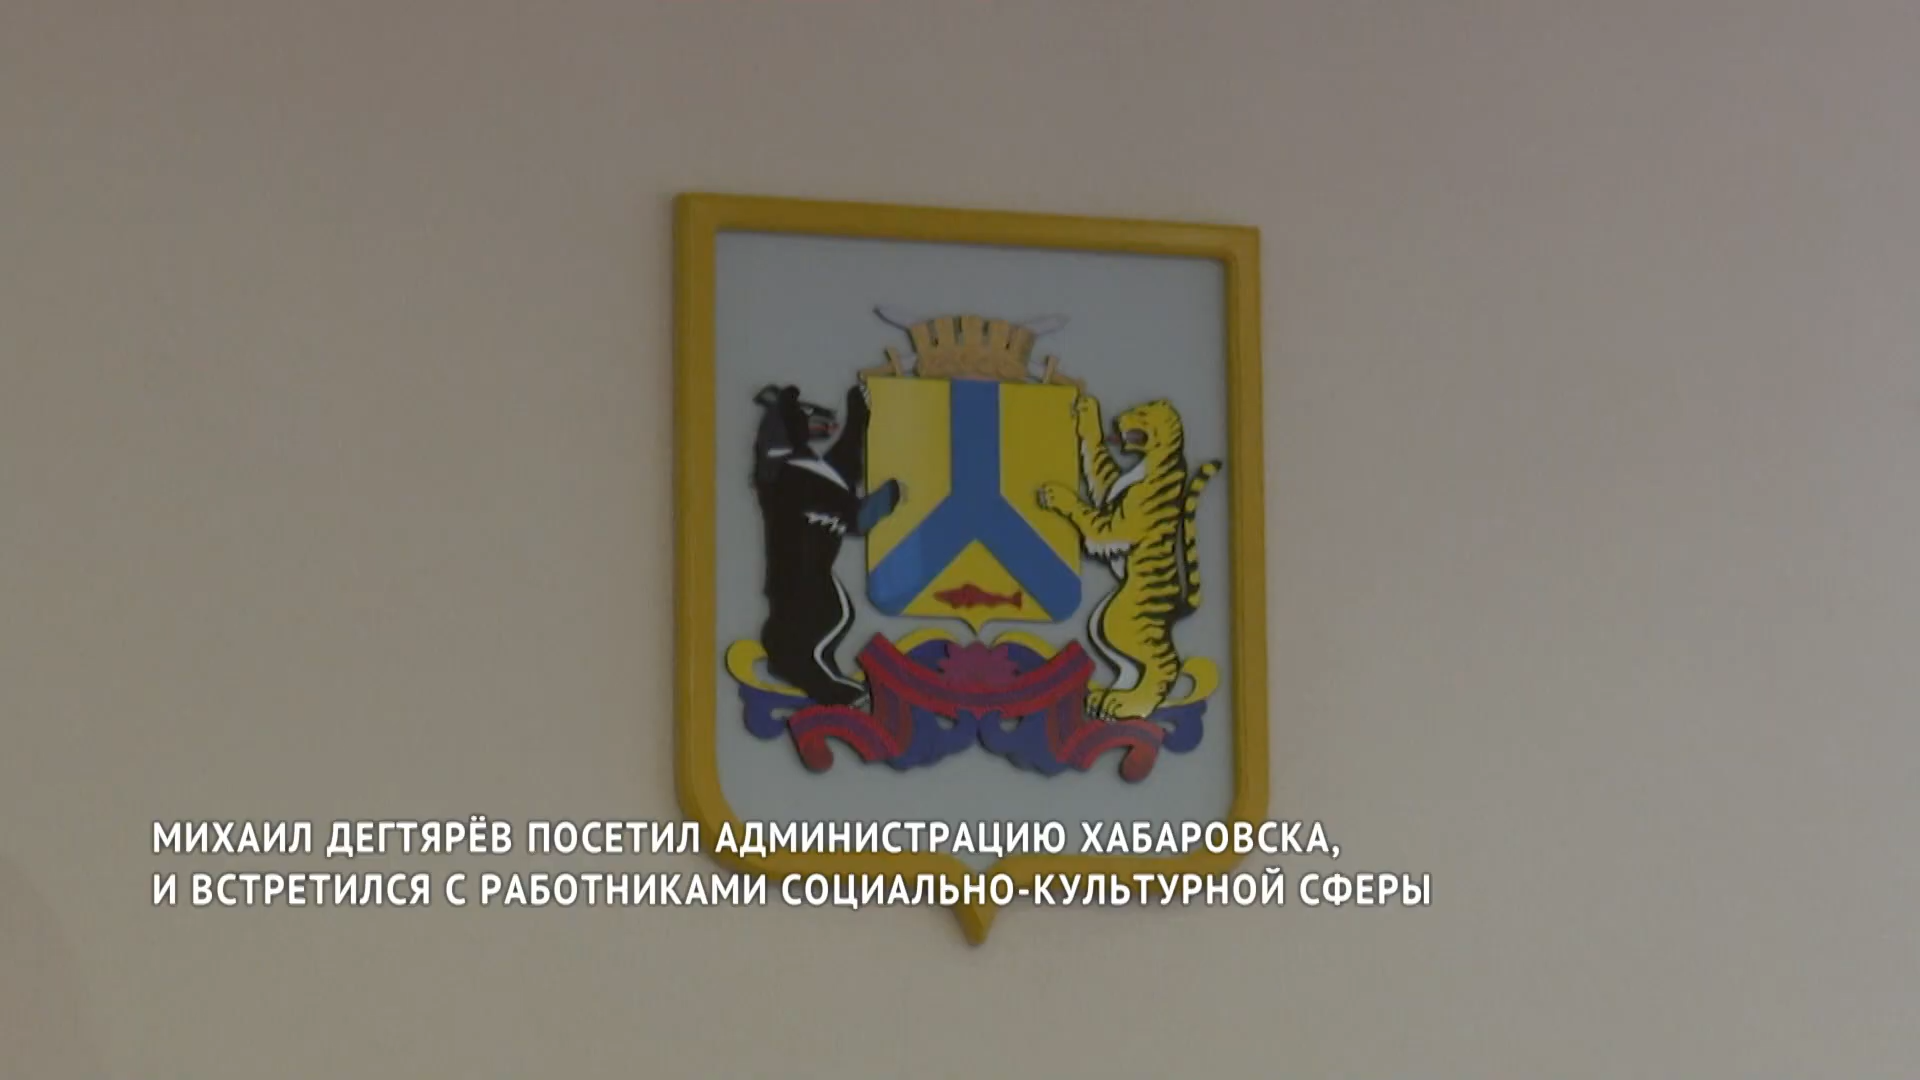 МИХАИЛ ДЕГТЯРЁВ ПОСЕТИЛ АДМИНИСТРАЦИЮ ХАБАРОВСКА,
И ВСТРЕТИЛСЯ С РАБОТНИКАМИ СОЦИАЛЬНО-КУЛЬТУРНОЙ СФЕРЫ